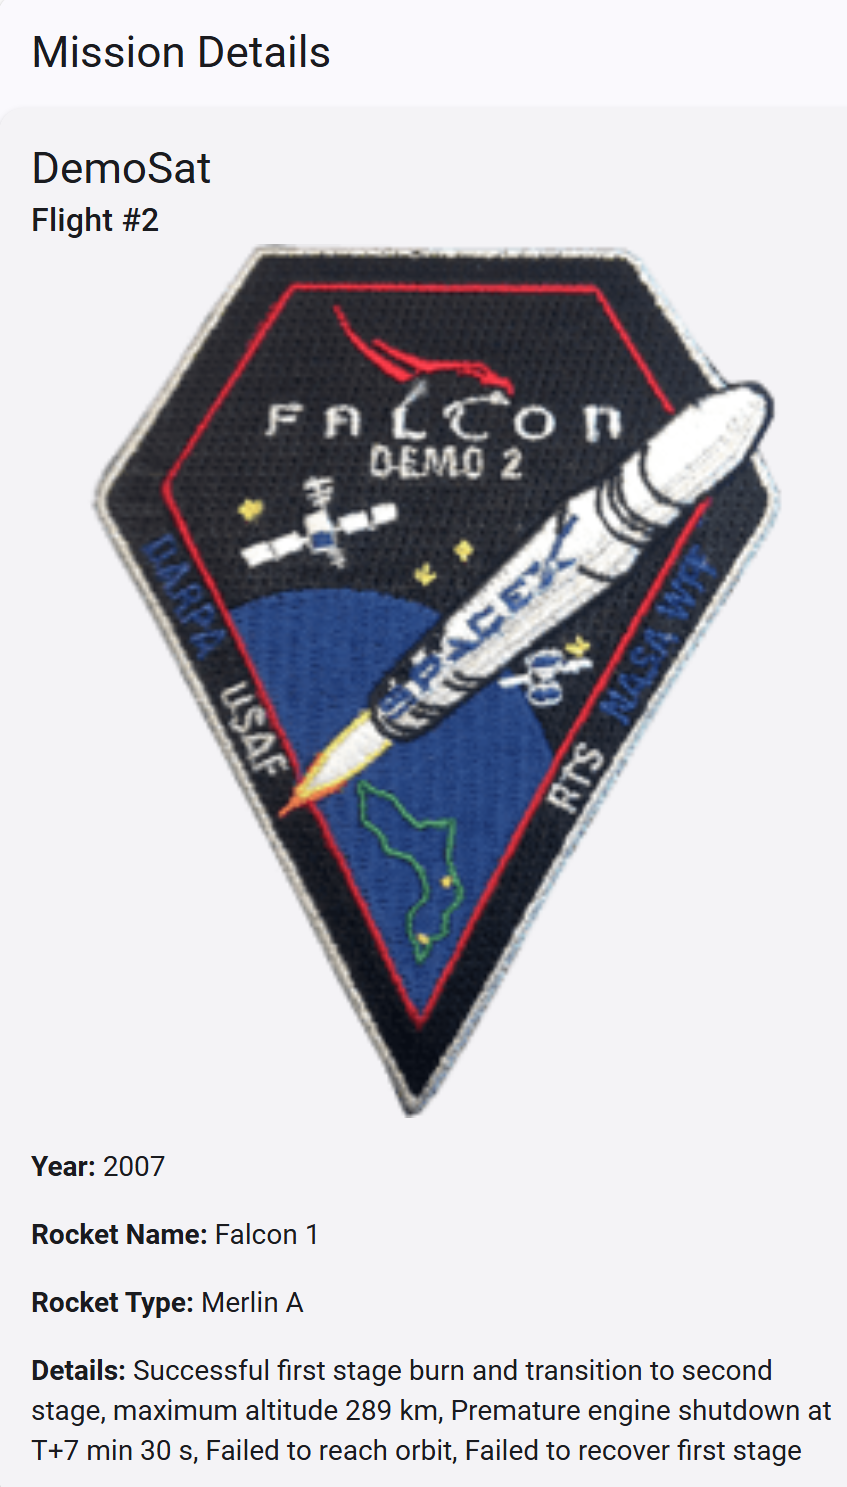 Mission Details
DemoSat
Flight #2
FALCON
DEMO 2
DARPA
USAF
SPACEX
NASA WFF
RTS
Year: 2007
Rocket Name: Falcon 1
Rocket Type: Merlin A
Details: Successful first stage burn and transition to second
stage, maximum altitude 289 km, Premature engine shutdown at
T+7 min 30 s, Failed to reach orbit, Failed to recover first stage